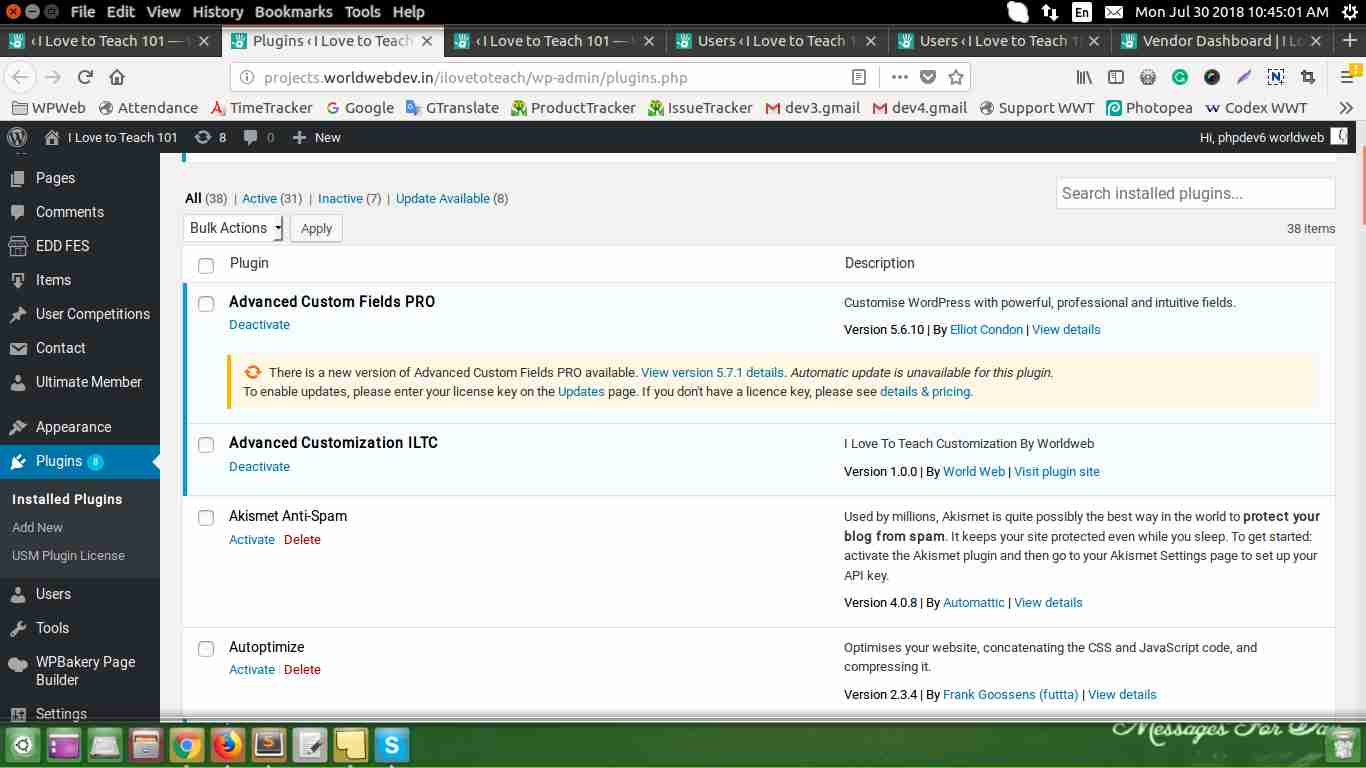 File Edit View History Bookmarks Tools Help
En Mon Jul 30 2018 10:45:01 AM
‹ I Love to Teach 101 —
Plugins ‹ I Love to Teach
‹ I Love to Teach 101 —
Users ‹ I Love to Teach 1
Users ‹ I Love to Teach 1
Vendor Dashboard | I Lo
projects.worldwebdev.in/ilovetoteach/wp-admin/plugins.php
WPWeb Attendance TimeTracker Google GTranslate ProductTracker IssueTracker dev3.gmail dev4.gmail Support WWT Photopea Codex WWT
I Love to Teach 101 8 0 New Hi, phpdev6 worldweb
Pages
Comments
EDD FES
Items
User Competitions
Contact
Ultimate Member
Appearance
Plugins 8
Installed Plugins
Add New
USM Plugin License
Users
Tools
WPBakery Page
Builder
Settings
All (38) | Active (31) | Inactive (7) | Update Available (8)
Search installed plugins...
Bulk Actions Apply
38 items
Plugin Description
Advanced Custom Fields PRO
Deactivate
Customise WordPress with powerful, professional and intuitive fields.
Version 5.6.10 | By Elliot Condon | View details
There is a new version of Advanced Custom Fields PRO available. View version 5.7.1 details. Automatic update is unavailable for this plugin.
To enable updates, please enter your license key on the Updates page. If you don't have a licence key, please see details & pricing.
Advanced Customization ILTC
Deactivate
I Love To Teach Customization By Worldweb
Version 1.0.0 | By World Web | Visit plugin site
Akismet Anti-Spam
Activate Delete
Used by millions, Akismet is quite possibly the best way in the world to protect your
blog from spam. It keeps your site protected even while you sleep. To get started:
activate the Akismet plugin and then go to your Akismet Settings page to set up your
API key.
Version 4.0.8 | By Automattic | View details
Autoptimize
Activate Delete
Optimises your website, concatenating the CSS and JavaScript code, and
compressing it.
Version 2.3.4 | By Frank Goossens (futtta) | View details
Messages For Day